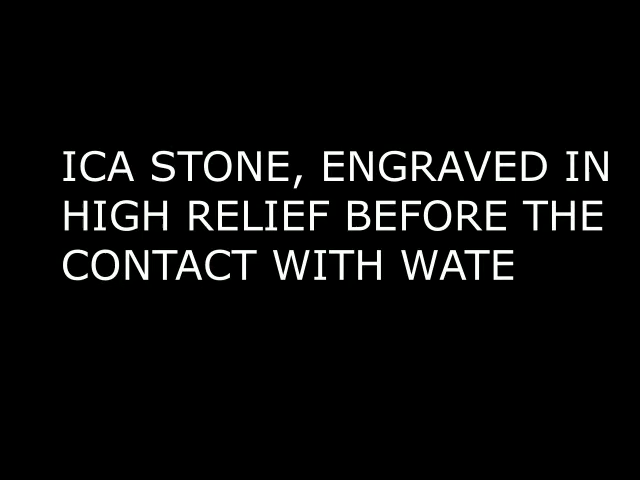 ICA STONE, ENGRAVED IN
HIGH RELIEF BEFORE THE
CONTACT WITH WATE